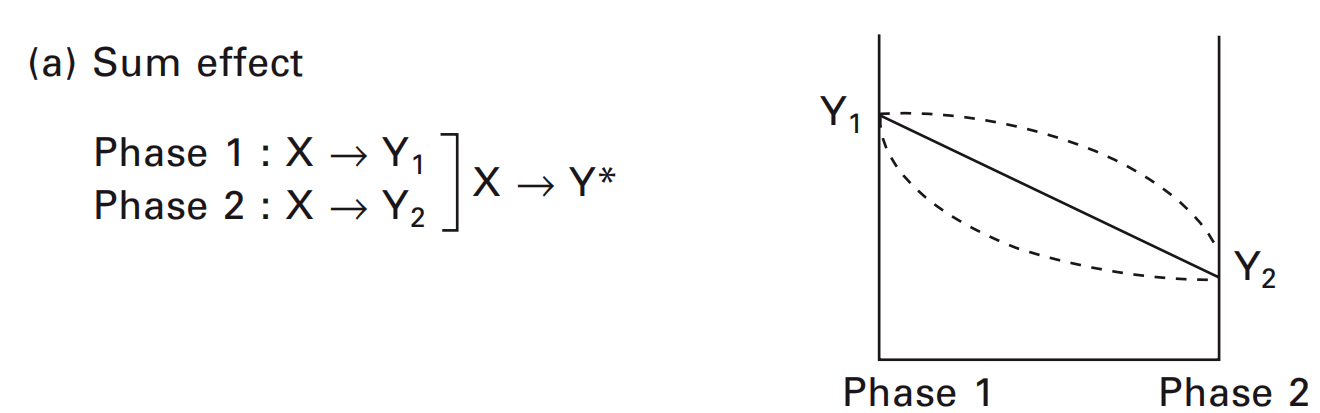 (a) Sum effect
Phase 1 : X → Y₁
Phase 2 : X → Y₂
X → Y*
Y₁
Y₂
Phase 1
Phase 2